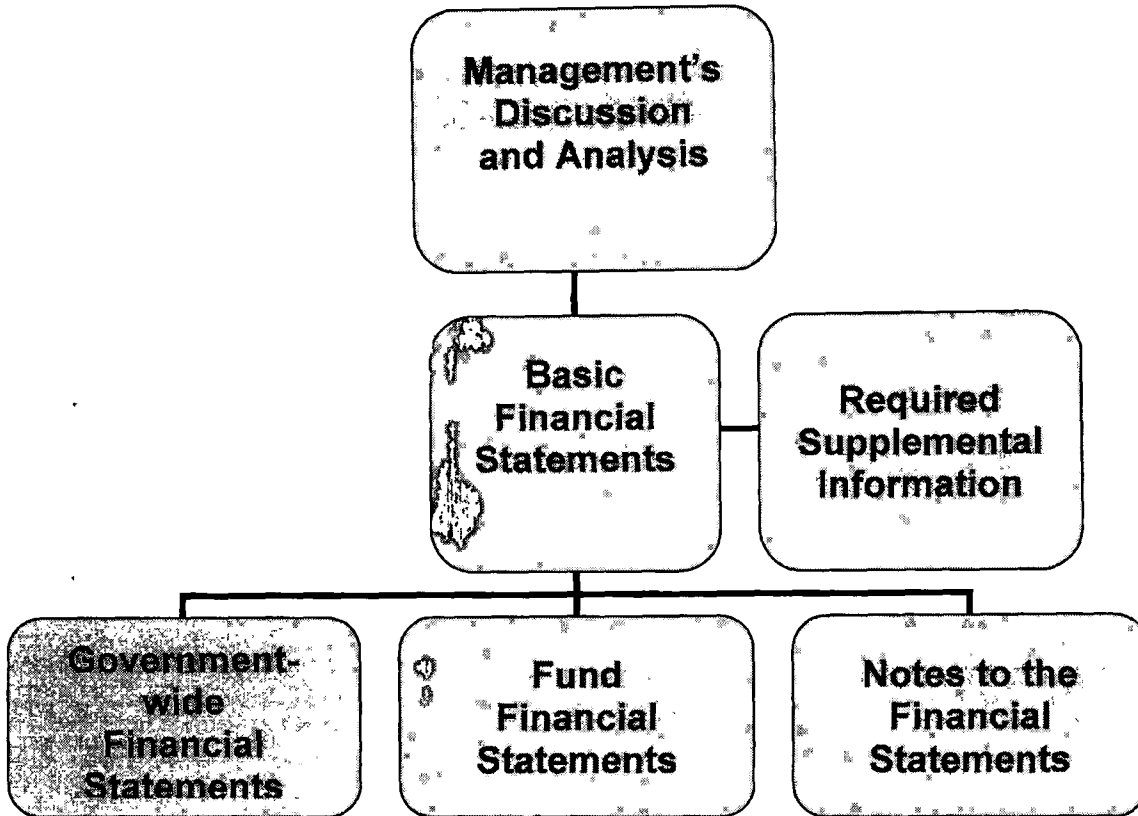 Management's
Discussion
and Analysis
Basic
Financial
Statements
Required
Supplemental
Information
Government-
wide
Financial
Statements
Fund
Financial
Statements
Notes to the
Financial
Statements